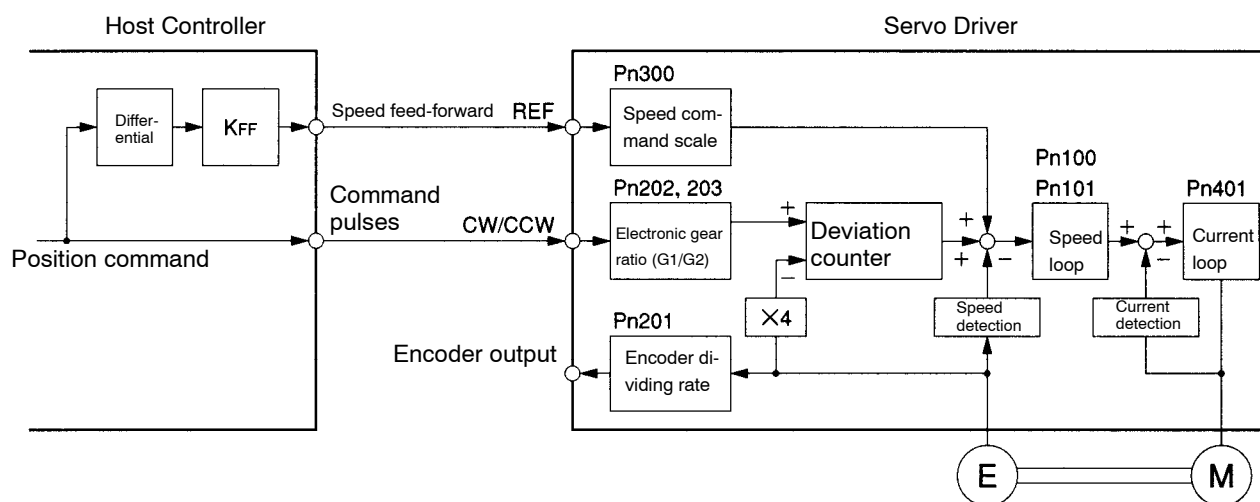 Host Controller
Servo Driver
Differ-
ential
KFF
Speed feed-forward
REF
Pn300
Speed com-
mand scale
Pn100
Pn101
Speed
loop
Pn401
Current
loop
Position command
Command
pulses
CW/CCW
Pn202, 203
Electronic gear
ratio (G1/G2)
+
−
Deviation
counter
+
+
−
+
−
+
×4
Speed
detection
Current
detection
Encoder output
Pn201
Encoder di-
viding rate
E
M